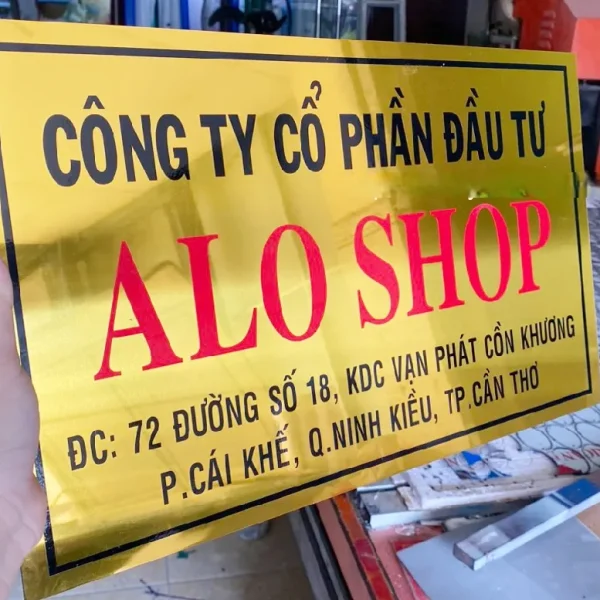 CÔNG TY CỔ PHẦN ĐẦU TƯ
ALO SHOP
ĐC: 72 ĐƯỜNG SỐ 18, KDC VẠN PHÁT CỒN KHƯƠNG
P.CÁI KHẾ, Q.NINH KIỀU, TP.CẦN THƠ